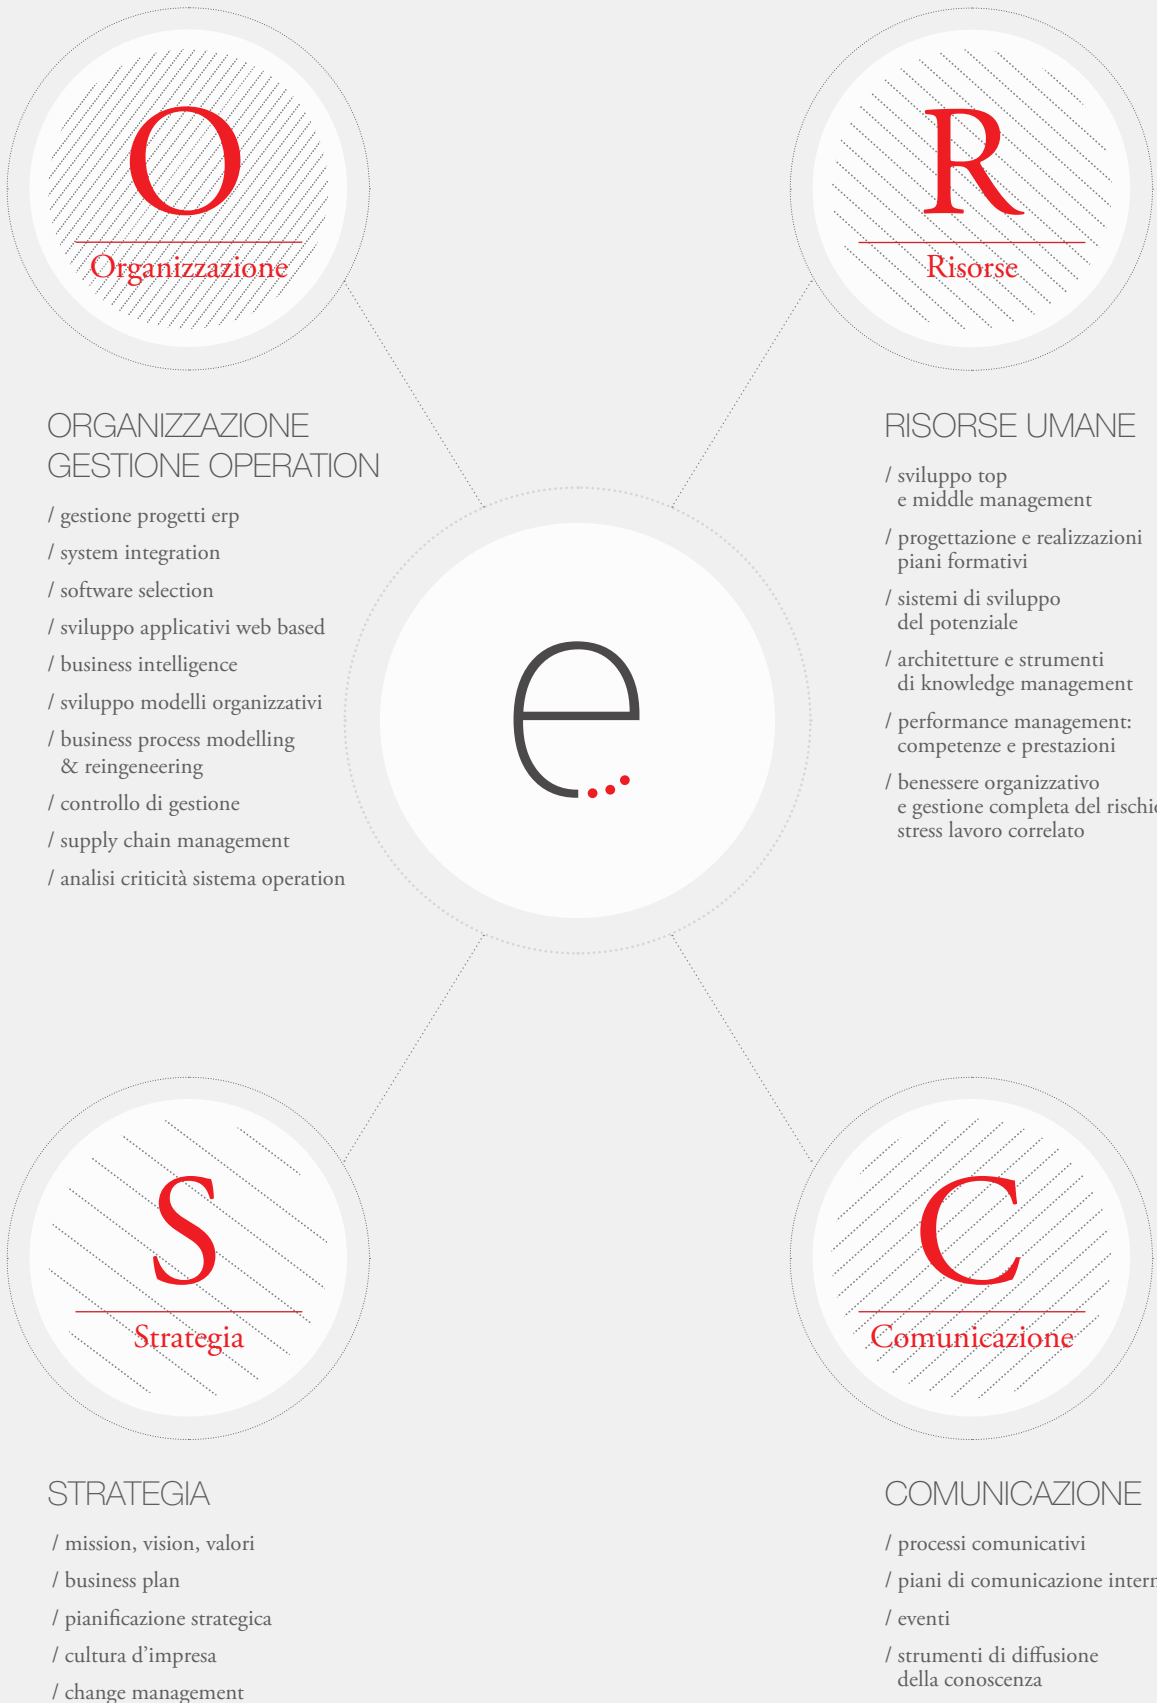 O
Organizzazione
R
Risorse
ORGANIZZAZIONE
GESTIONE OPERATION
/ gestione progetti erp
/ system integration
/ software selection
/ sviluppo applicativi web based
/ business intelligence
/ sviluppo modelli organizzativi
/ business process modelling
& reingeneering
/ controllo di gestione
/ supply chain management
/ analisi criticità sistema operation
RISORSE UMANE
/ sviluppo top
e middle management
/ progettazione e realizzazioni
piani formativi
/ sistemi di sviluppo
del potenziale
/ architetture e strumenti
di knowledge management
/ performance management:
competenze e prestazioni
/ benessere organizzativo
e gestione completa del
stress lavoro correlato
e
S
Strategia
C
Comunicazione
STRATEGIA
/ mission, vision, valori
/ business plan
/ pianificazione strategica
/ cultura d’impresa
/ change management
COMUNICAZIONE
/ processi comunicativi
/ piani di comunicazione
/ eventi
/ strumenti di diffusione
della conoscenza